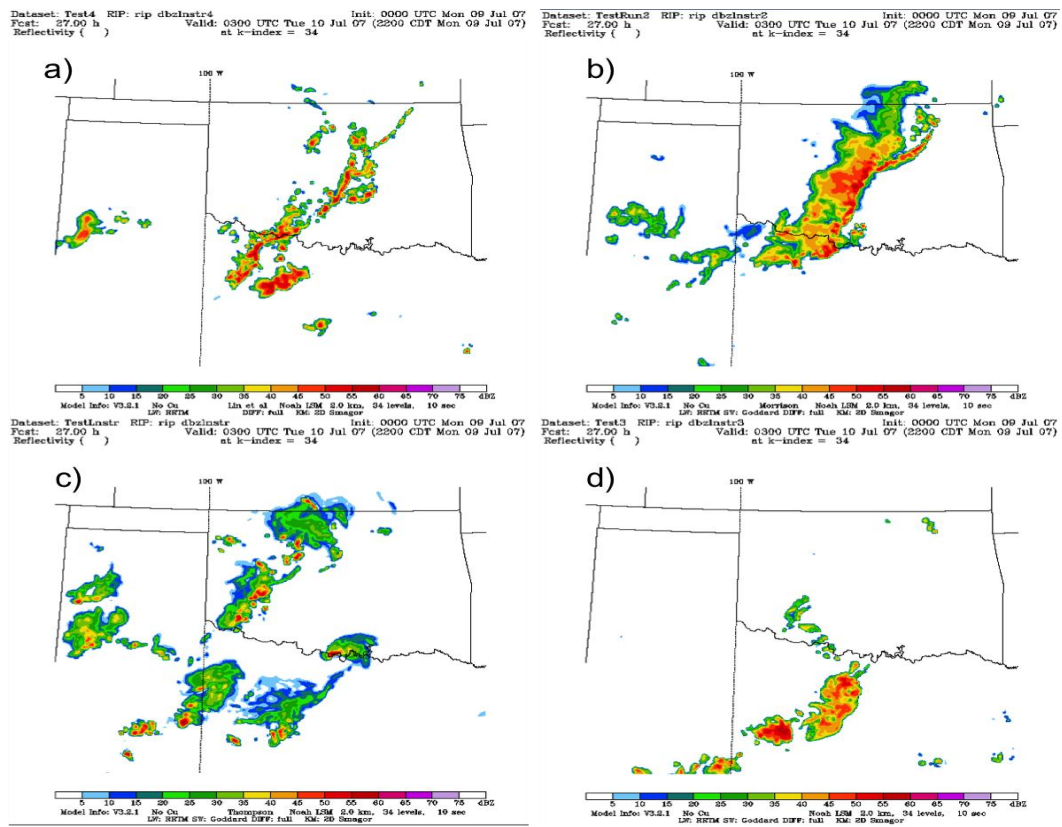 Dataset: Test4 RIP: rip dbzlnstr4 Init: 0000 UTC Mon 09 Jul 07
Fcst: 27.00 h Valid: 0300 UTC Tue 10 Jul 07 (2200 CDT Mon 09 Jul 07)
Reflectivity ( ) at k-index = 34
a)
100 W
5 10 15 20 25 30 35 40 45 50 55 60 65 70 75 dBZ
Model Info: V3.2.1 No Cu Lin et al Noah LSM 2.0 km, 34 levels, 10 sec
LW: RRTM DIFF: full KM: 2D Smagor
Dataset: TestRun2 RIP: rip dbzlnstr2 Init: 0000 UTC Mon 09 Jul 07
Fcst: 27.00 h Valid: 0300 UTC Tue 10 Jul 07 (2200 CDT Mon 09 Jul 07)
Reflectivity ( ) at k-index = 34
b)
100 W
5 10 15 20 25 30 35 40 45 50 55 60 65 70 75 dBZ
Model Info: V3.2.1 No Cu Morrison Noah LSM 2.0 km, 34 levels, 10 sec
LW: RRTM SW: Goddard DIFF: full KM: 2D Smagor
Dataset: TestLnstr RIP: rip dbzlnstr Init: 0000 UTC Mon 09 Jul 07
Fcst: 27.00 h Valid: 0300 UTC Tue 10 Jul 07 (2200 CDT Mon 09 Jul 07)
Reflectivity ( ) at k-index = 34
c)
100 W
5 10 15 20 25 30 35 40 45 50 55 60 65 70 75 dBZ
Model Info: V3.2.1 No Cu Thompson Noah LSM 2.0 km, 34 levels, 10 sec
LW: RRTM SW: Goddard DIFF: full KM: 2D Smagor
Dataset: Test3 RIP: rip dbzlnstr3 Init: 0000 UTC Mon 09 Jul 07
Fcst: 27.00 h Valid: 0300 UTC Tue 10 Jul 07 (2200 CDT Mon 09 Jul 07)
Reflectivity ( ) at k-index = 34
d)
100 W
5 10 15 20 25 30 35 40 45 50 55 60 65 70 75 dBZ
Model Info: V3.2.1 No Cu Noah LSM 2.0 km, 34 levels, 10 sec
LW: RRTM SW: Goddard DIFF: full KM: 2D Smagor